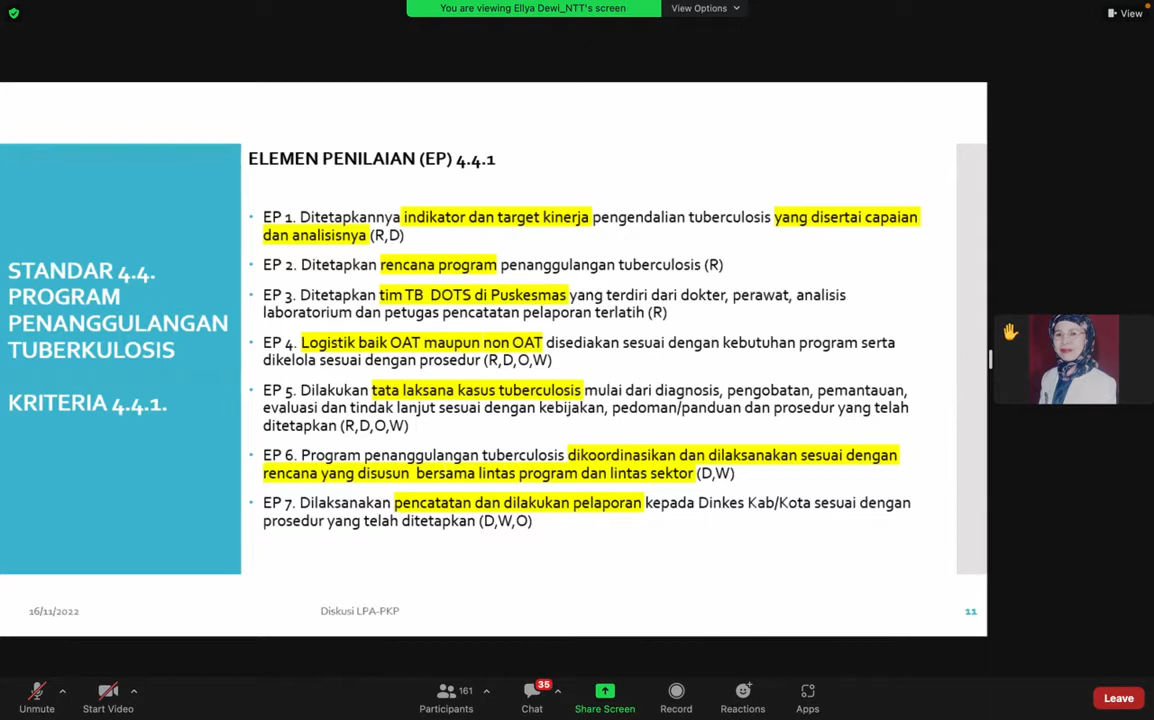 You are viewing Ellya Dewi_NTT's screen
View Options
View
ELEMEN PENILAIAN (EP) 4.4.1
STANDAR 4.4.
PROGRAM
PENANGGULANGAN
TUBERKULOSIS
KRITERIA 4.4.1.
• EP 1. Ditetapkannya indikator dan target kinerja pengendalian tuberculosis yang disertai capaian
dan analisisnya (R,D)
• EP 2. Ditetapkan rencana program penanggulangan tuberculosis (R)
• EP 3. Ditetapkan tim TB DOTS di Puskesmas yang terdiri dari dokter, perawat, analisis
laboratorium dan petugas pencatatan pelaporan terlatih (R)
• EP 4. Logistik baik OAT maupun non OAT disediakan sesuai dengan kebutuhan program serta
dikelola sesuai dengan prosedur (R,D,O,W)
• EP 5. Dilakukan tata laksana kasus tuberculosis mulai dari diagnosis, pengobatan, pemantauan,
evaluasi dan tindak lanjut sesuai dengan kebijakan, pedoman/panduan dan prosedur yang telah
ditetapkan (R,D,O,W)
• EP 6. Program penanggulangan tuberculosis dikoordinasikan dan dilaksanakan sesuai dengan
rencana yang disusun bersama lintas program dan lintas sektor (D,W)
• EP 7. Dilaksanakan pencatatan dan dilakukan pelaporan kepada Dinkes Kab/Kota sesuai dengan
prosedur yang telah ditetapkan (D,W,O)
16/11/2022
Diskusi LPA-PKP
11
Unmute
Start Video
161
Participants
35
Chat
Share Screen
Record
Reactions
Apps
Leave